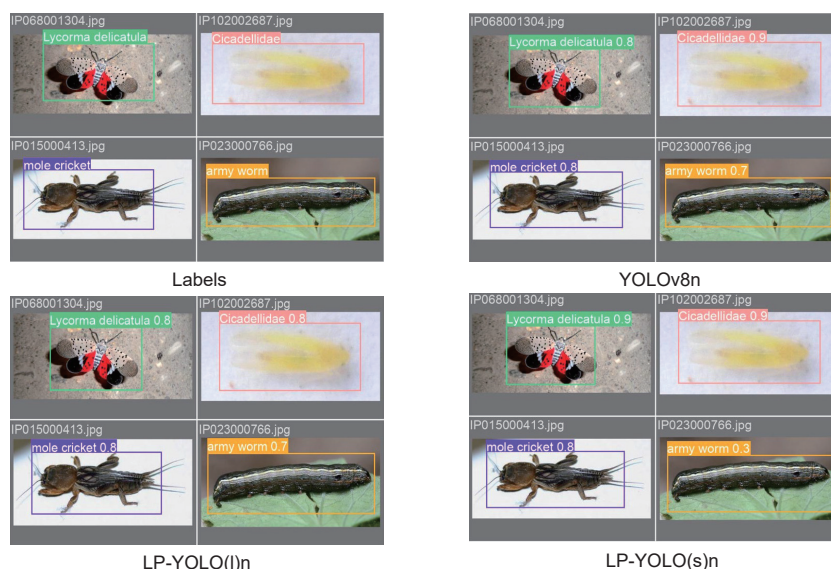 IP068001304.jpg
IP102002687.jpg
Lycorma delicatula
Cicadellidae
IP015000413.jpg
IP023000766.jpg
mole cricket
army worm
Labels
IP068001304.jpg
IP102002687.jpg
Lycorma delicatula 0.8
Cicadellidae 0.9
IP015000413.jpg
IP023000766.jpg
mole cricket 0.8
army worm 0.7
YOLOv8n
IP068001304.jpg
IP102002687.jpg
Lycorma delicatula 0.8
Cicadellidae 0.8
IP015000413.jpg
IP023000766.jpg
mole cricket 0.8
army worm 0.7
LP-YOLO(l)n
IP068001304.jpg
IP102002687.jpg
Lycorma delicatula 0.9
Cicadellidae 0.9
IP015000413.jpg
IP023000766.jpg
mole cricket 0.8
army worm 0.3
LP-YOLO(s)n